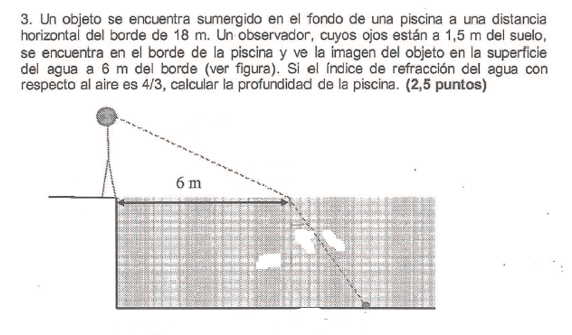 3. Un objeto se encuentra sumergido en el fondo de una piscina a una distancia
horizontal del borde de 18 m. Un observador, cuyos ojos están a 1,5 m del suelo,
se encuentra en el borde de la piscina y ve la imagen del objeto en la superficie
del agua a 6 m del borde (ver figura). Si el índice de refracción del agua con
respecto al aire es 4/3, calcular la profundidad de la piscina. (2,5 puntos)
6 m